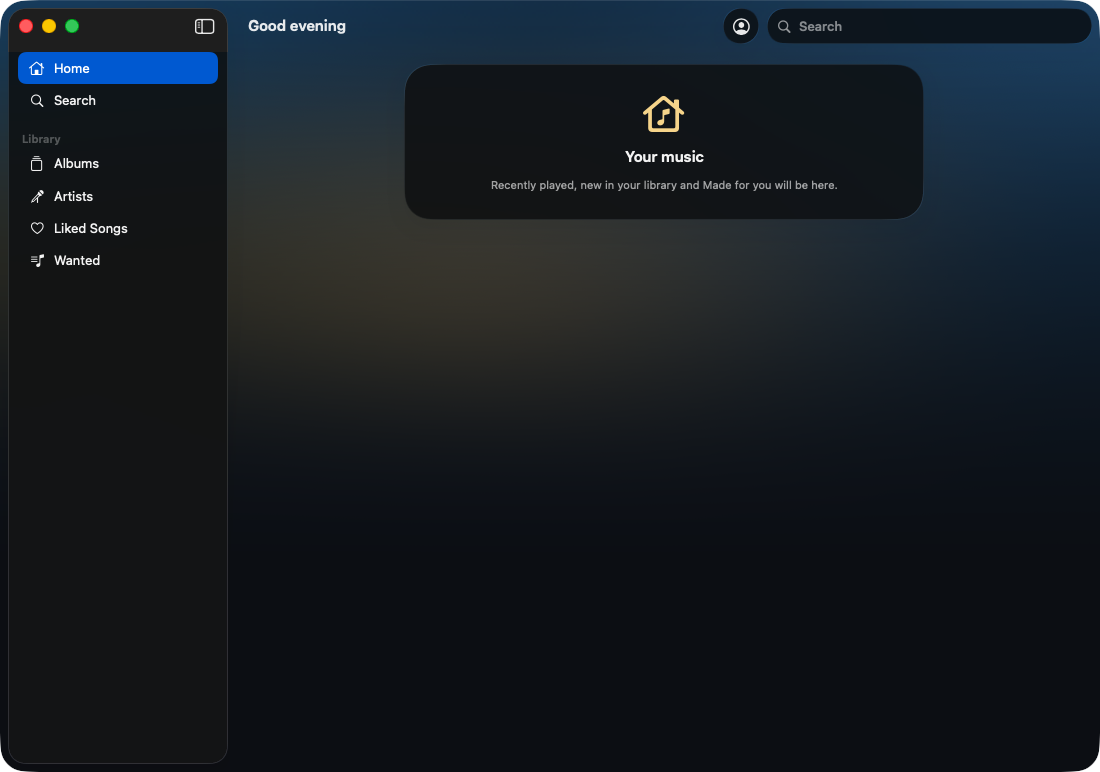 Good evening
Search
Home
Search
Library
Albums
Artists
Liked Songs
Wanted
Your music
Recently played, new in your library and Made for you will be here.